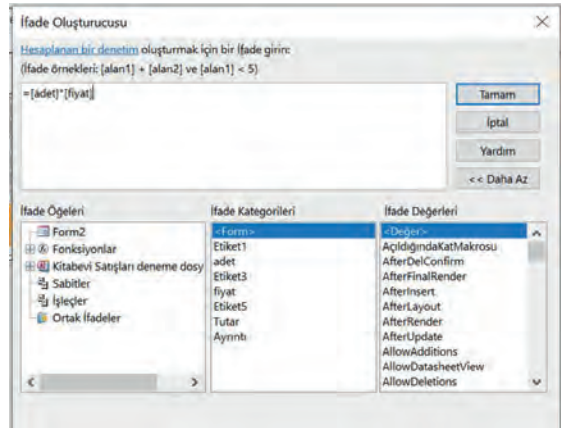 İfade Oluşturucusu
Hesaplanan bir denetim oluşturmak için bir İfade girin:
(İfade örnekleri: [alan1] + [alan2] ve [alan1] < 5)
=[adet]*[fiyat]
Tamam
İptal
Yardım
<< Daha Az
İfade Öğeleri
Form2
Fonksiyonlar
Kitabevi Satışları deneme dosy
Sabitler
İşleçler
Ortak İfadeler
İfade Kategorileri
<Form>
Etiket1
adet
Etiket3
fiyat
Etiket5
Tutar
Ayrıntı
İfade Değerleri
<Değer>
AçıldığındaKatMakrosu
AfterDelConfirm
AfterFinalRender
AfterInsert
AfterLayout
AfterRender
AfterUpdate
AllowAdditions
AllowDatasheetView
AllowDeletions